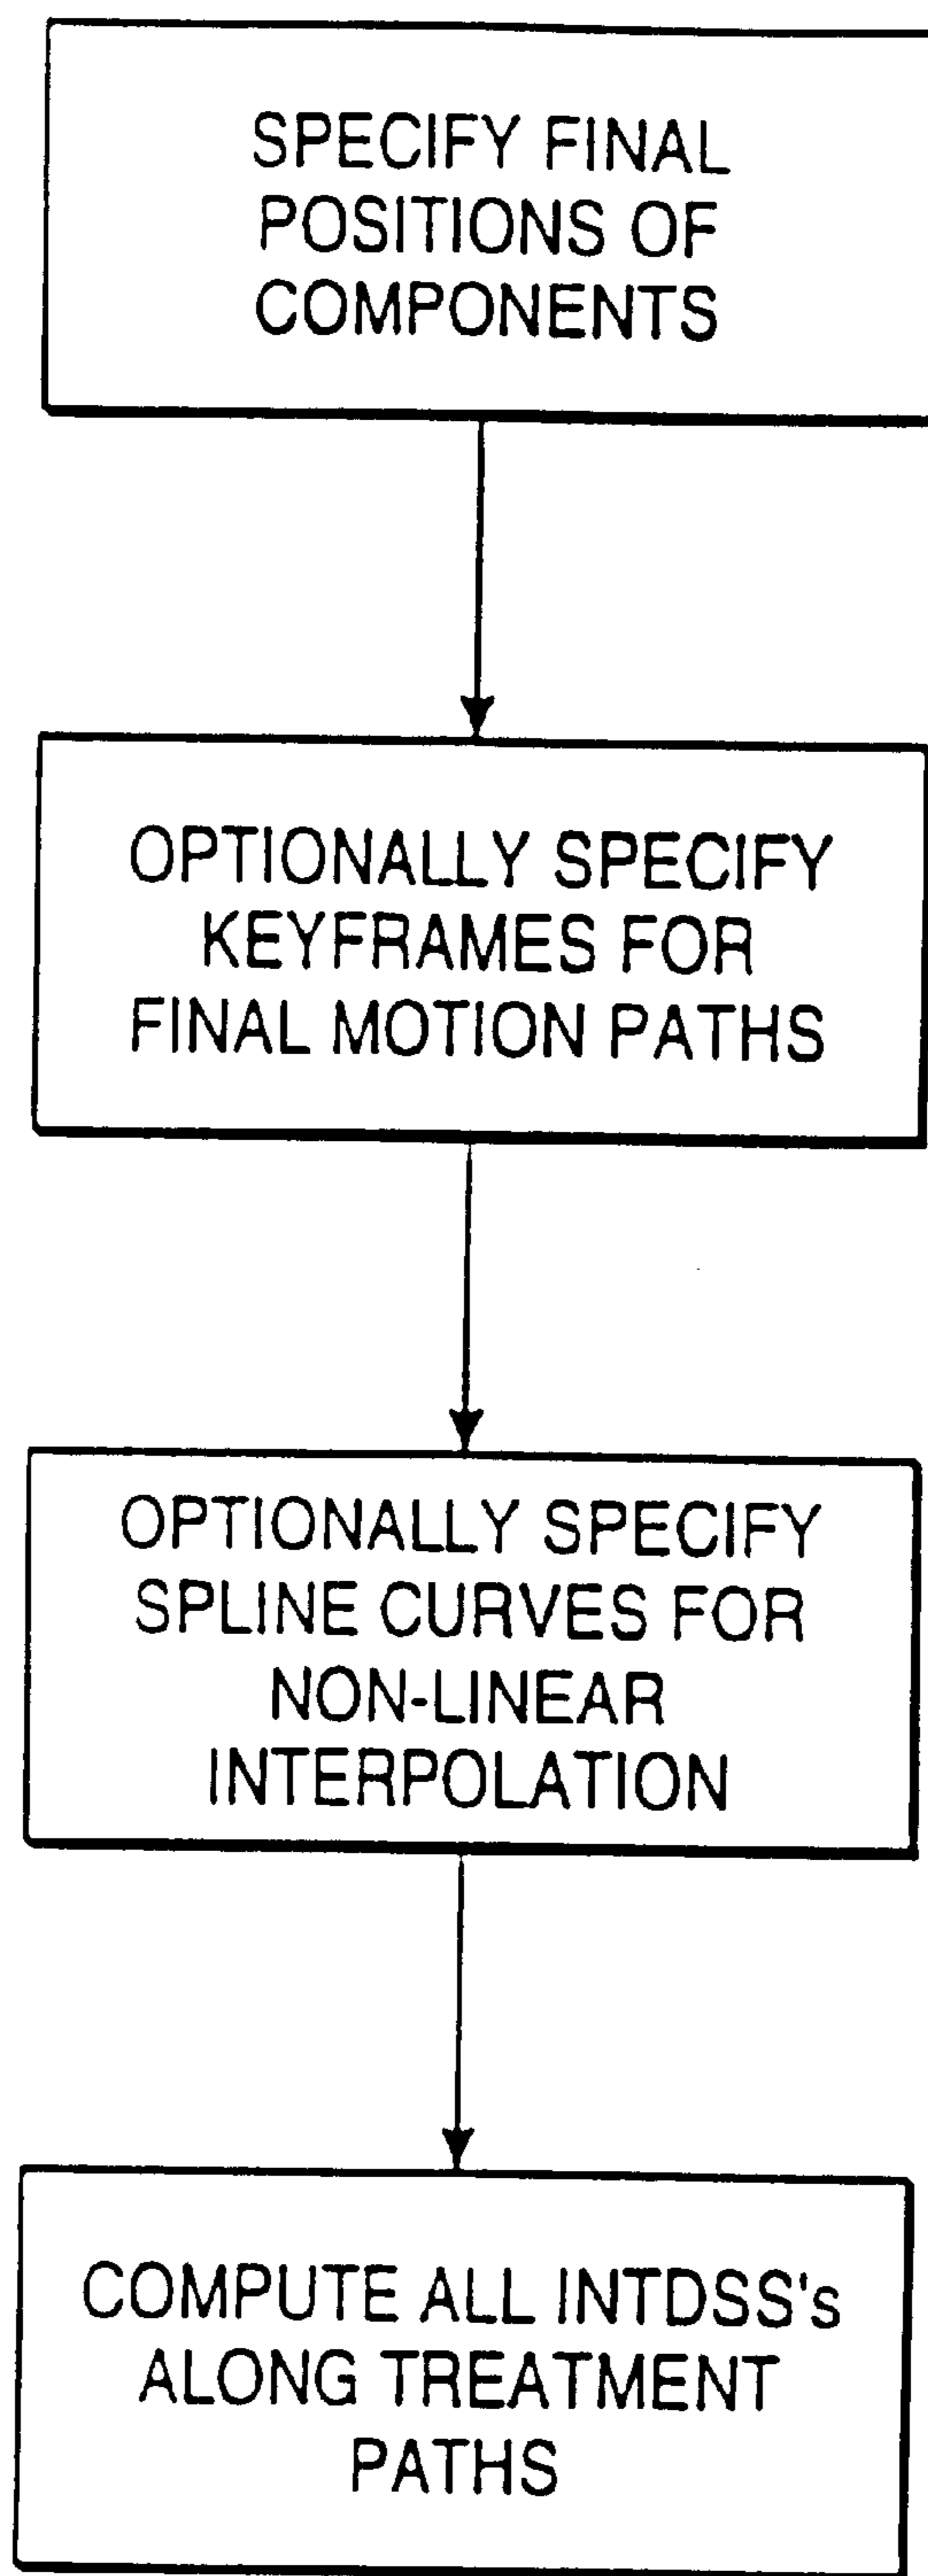 SPECIFY FINAL
POSITIONS OF
COMPONENTS
OPTIONALLY SPECIFY
KEYFRAMES FOR
FINAL MOTION PATHS
OPTIONALLY SPECIFY
SPLINE CURVES FOR
NON-LINEAR
INTERPOLATION
COMPUTE ALL INTDSS's
ALONG TREATMENT
PATHS